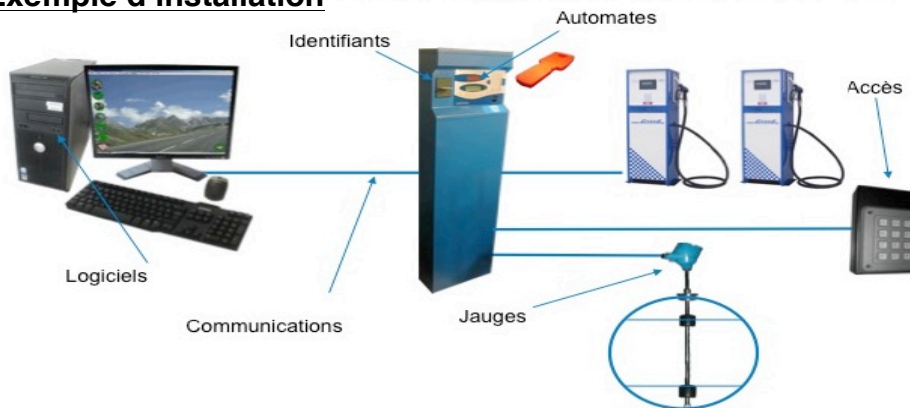 Exemple d'installation
Automates
Identifiants
Accès
Logiciels
Jauges
Communications